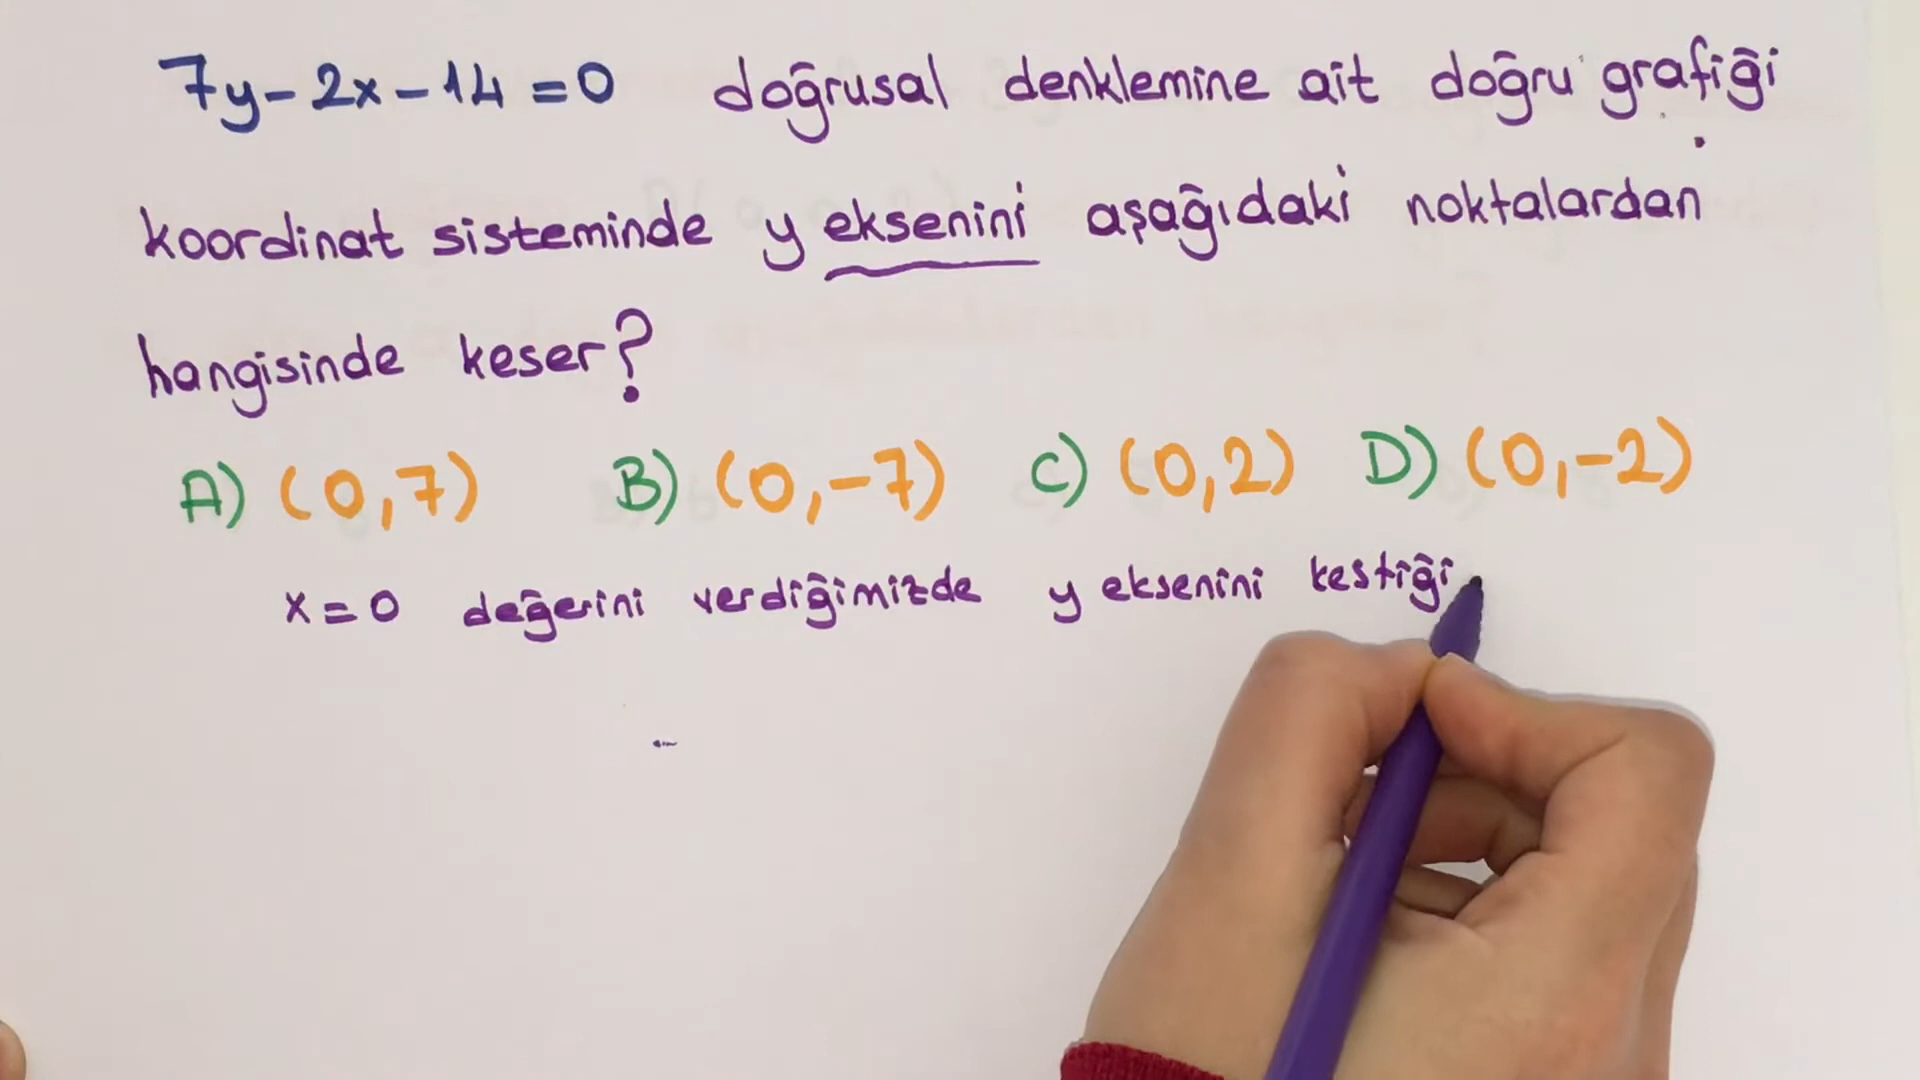 7y-2x-14=0 doğrusal denklemine ait doğru grafiği
koordinat sisteminde y eksenini aşağıdaki noktalardan
hangisinde keser?
A) (0,7) B) (0,-7) C) (0,2) D) (0,-2)
x=0 değerini verdiğimizde y eksenini kestiği